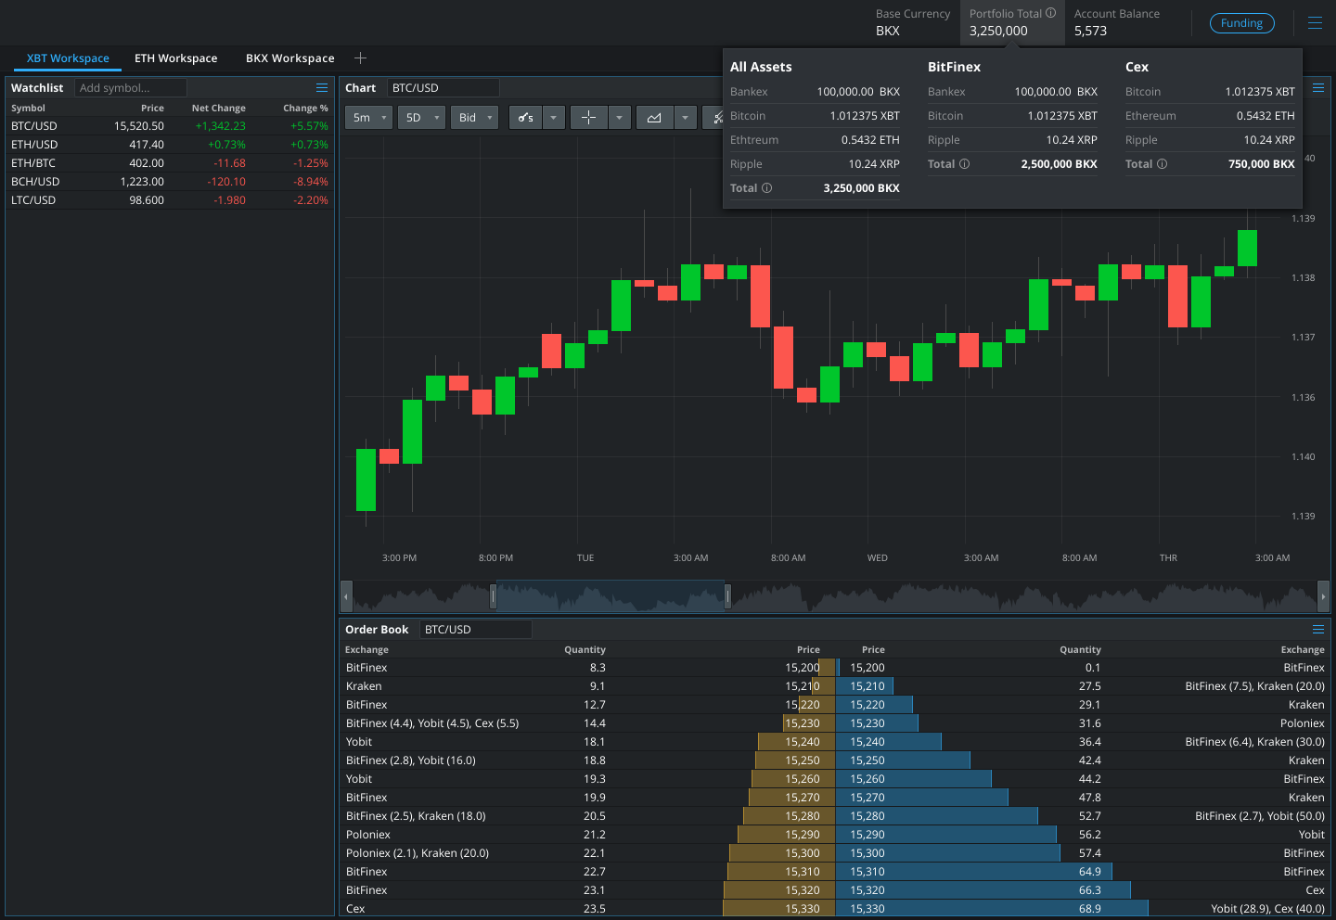 Base Currency Portfolio Total Account Balance
BKX 3,250,000 5,573
Funding
XBT Workspace ETH Workspace BKX Workspace
Watchlist Add symbol...
Symbol Price Net Change Change %
BTC/USD 15,520.50 +1,342.23 +5.57%
ETH/USD 417.40 +0.73% +0.73%
ETH/BTC 402.00 -11.68 -1.25%
BCH/USD 1,223.00 -120.10 -8.94%
LTC/USD 98.600 -1.980 -2.20%
Chart BTC/USD
5m 5D Bid s
All Assets
Bankex 100,000.00 BKX
Bitcoin 1.012375 XBT
Ethtreum 0.5432 ETH
Ripple 10.24 XRP
Total 3,250,000 BKX
BitFinex
Bankex 100,000.00 BKX
Bitcoin 1.012375 XBT
Ripple 10.24 XRP
Total 2,500,000 BKX
Cex
Bitcoin 1.012375 XBT
Ethereum 0.5432 ETH
Ripple 10.24 XRP
Total 750,000 BKX
40
1.139
1.138
1.137
1.136
1.140
1.139
3:00 PM 8:00 PM TUE 3:00 AM 8:00 AM WED 3:00 AM 8:00 AM THR 3:00 AM
Order Book BTC/USD
Exchange Quantity Price Price Quantity Exchange
BitFinex 8.3 15,200 15,200 0.1 BitFinex
Kraken 9.1 15,210 15,210 27.5 BitFinex (7.5), Kraken (20.0)
BitFinex 12.7 15,220 15,220 29.1 Kraken
BitFinex (4.4), Yobit (4.5), Cex (5.5) 14.4 15,230 15,230 31.6 Poloniex
Yobit 18.1 15,240 15,240 36.4 BitFinex (6.4), Kraken (30.0)
BitFinex (2.8), Yobit (16.0) 18.8 15,250 15,250 42.4 Kraken
Yobit 19.3 15,260 15,260 44.2 BitFinex
BitFinex 19.9 15,270 15,270 47.8 Kraken
BitFinex (2.5), Kraken (18.0) 20.5 15,280 15,280 52.7 BitFinex (2.7), Yobit (50.0)
Poloniex 21.2 15,290 15,290 56.2 Yobit
Poloniex (2.1), Kraken (20.0) 22.1 15,300 15,300 57.4 BitFinex
BitFinex 22.7 15,310 15,310 64.9 BitFinex
BitFinex 23.1 15,320 15,320 66.3 Cex
Cex 23.5 15,330 15,330 68.9 Yobit (28.9), Cex (40.0)